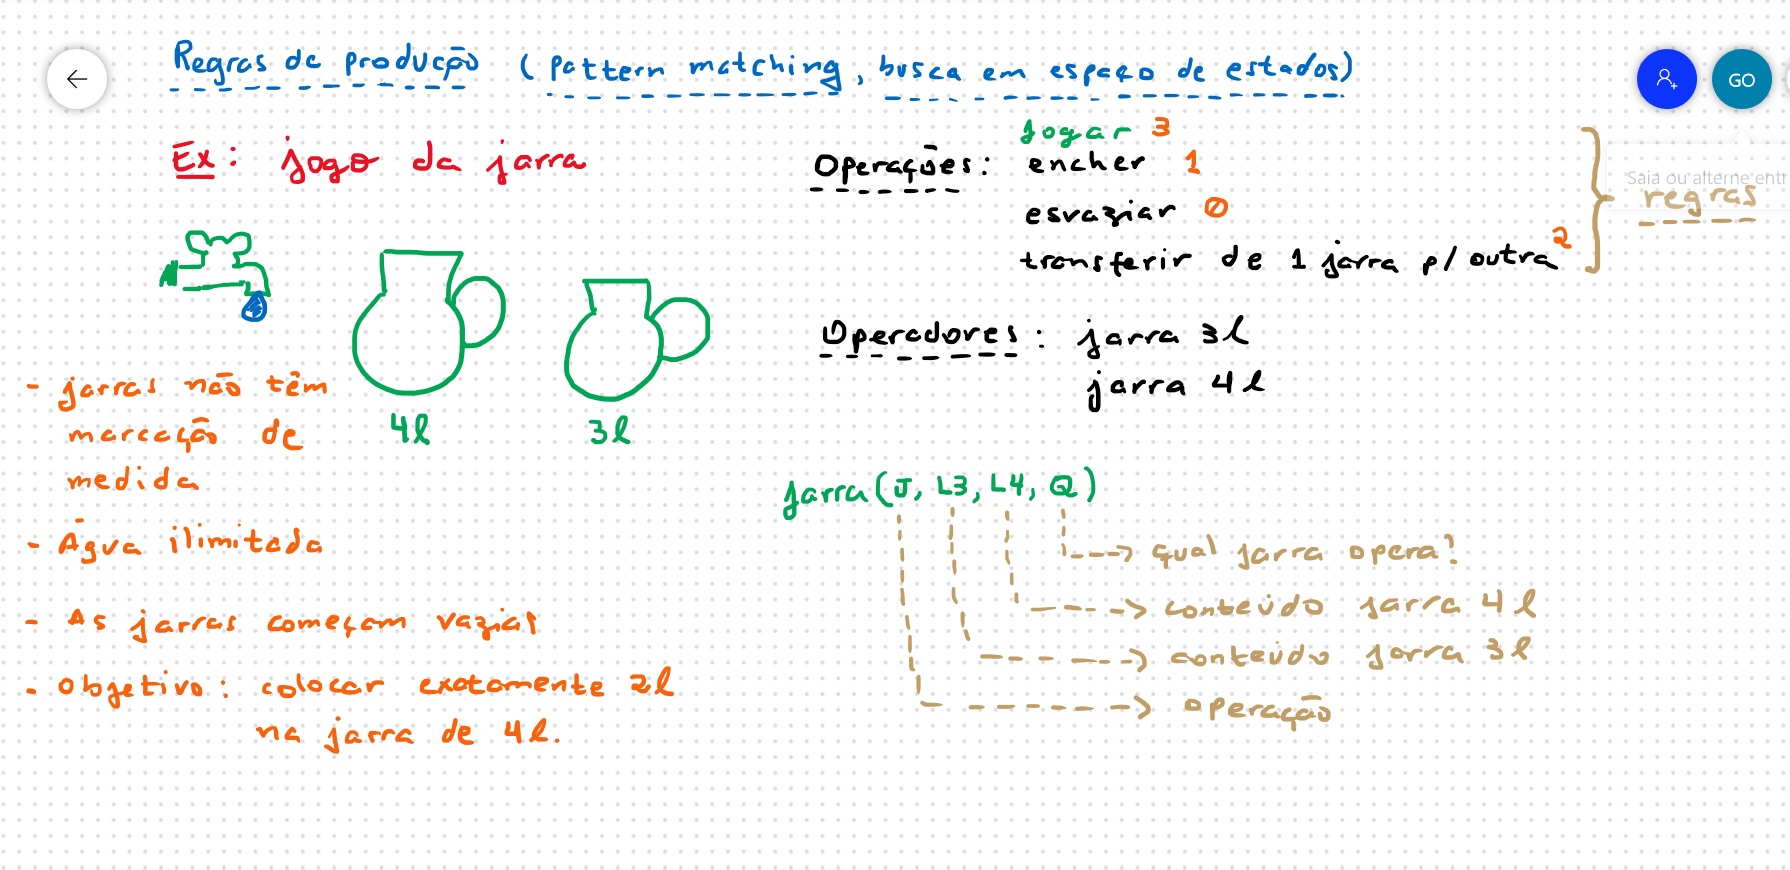 Regras de produção (pattern matching, busca em espaço de estados)
GO
Ex: jogo da jarra
jogar 3
Operações: encher 1
esvaziar 0
transferir de 1 jarra p/ outra 2
Saia ou alterne entr
regras
Operadores: jarra 3l
jarra 4l
4l
3l
- jarras não têm
marcação de
medida
- Água ilimitada
- As jarras começam vazias
- Objetivo: colocar exatamente 2l
na jarra de 4l.
jarra(J, L3, L4, Q)
qual jarra opera?
conteúdo jarra 4l
conteúdo jarra 3l
operação